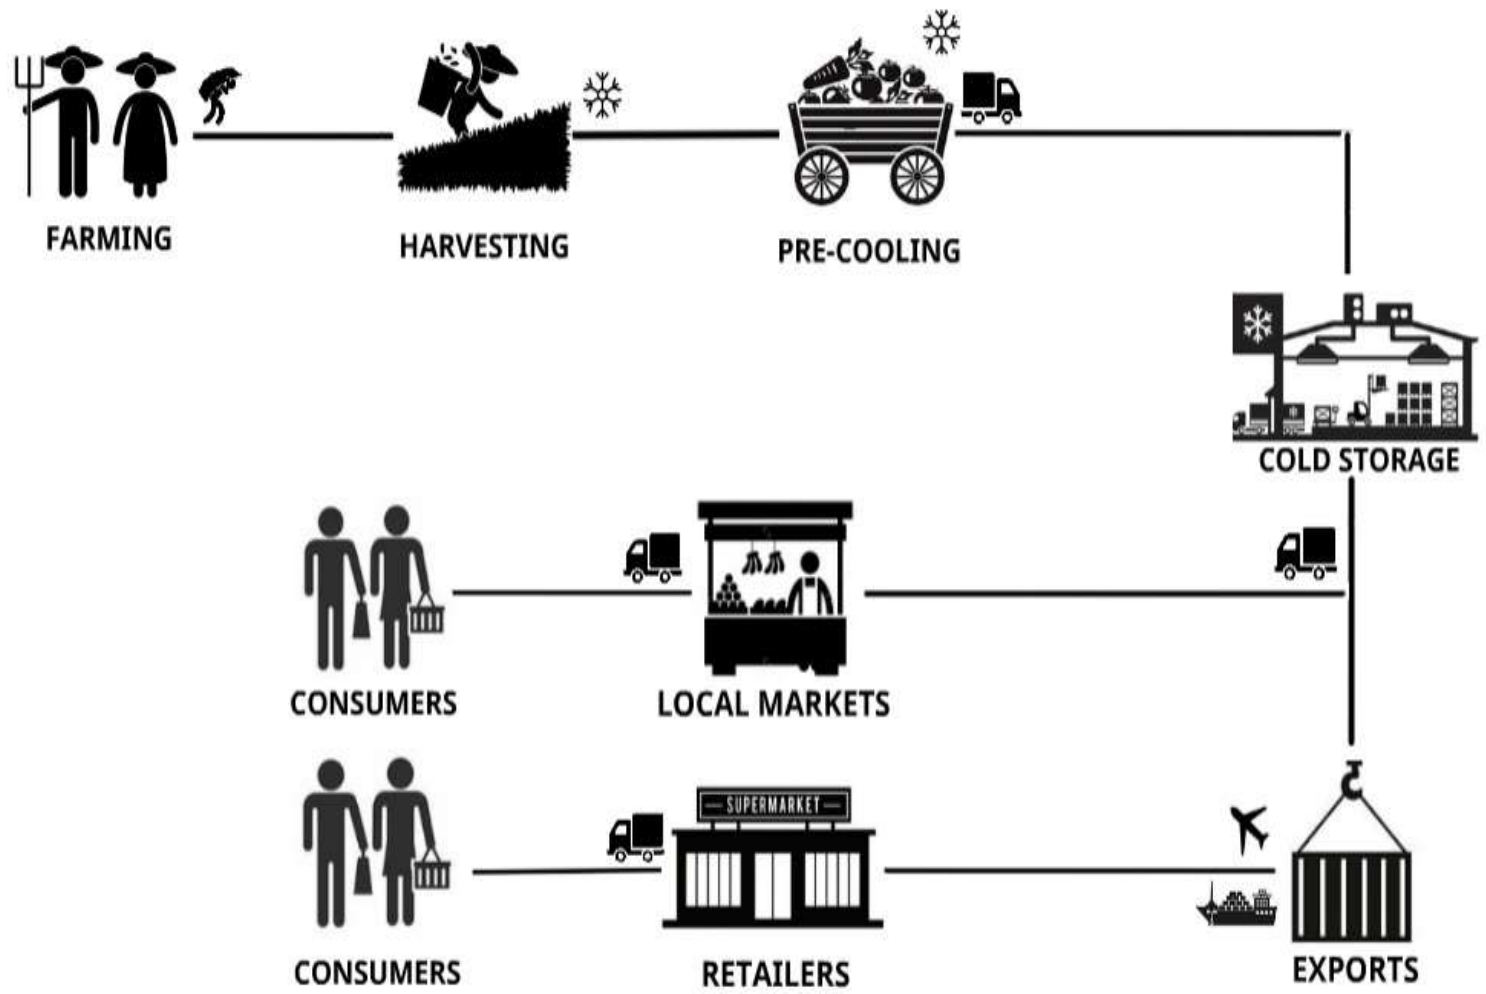 FARMING
HARVESTING
PRE-COOLING
COLD STORAGE
CONSUMERS
LOCAL MARKETS
SUPERMARKET
CONSUMERS
RETAILERS
EXPORTS